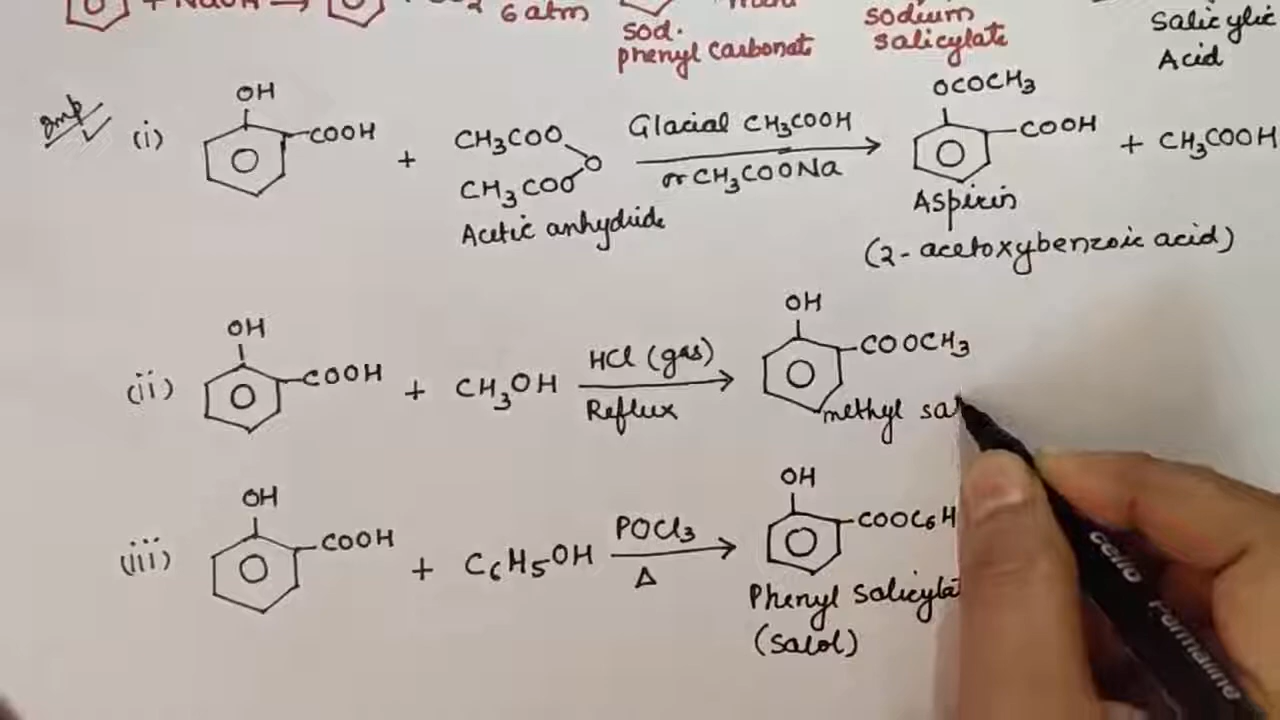 + NaOH → + 6 atm
sod.
phenyl carbonate
sodium
salicylate
Salicylic
Acid
Imp (i) OH COOH + CH3COO CH3COO O Glacial CH3COOH or CH3COONa OCOCH3 COOH + CH3COOH
Acetic anhydride
Aspirin
(2-acetoxybenzoic acid)
(ii) OH COOH + CH3OH HCl (gas) Reflux OH COOCH3
methyl sa
(iii) OH COOH + C6H5OH POCl3 Δ OH COOC6H
Phenyl salicylat
(salol)
cello Permaline